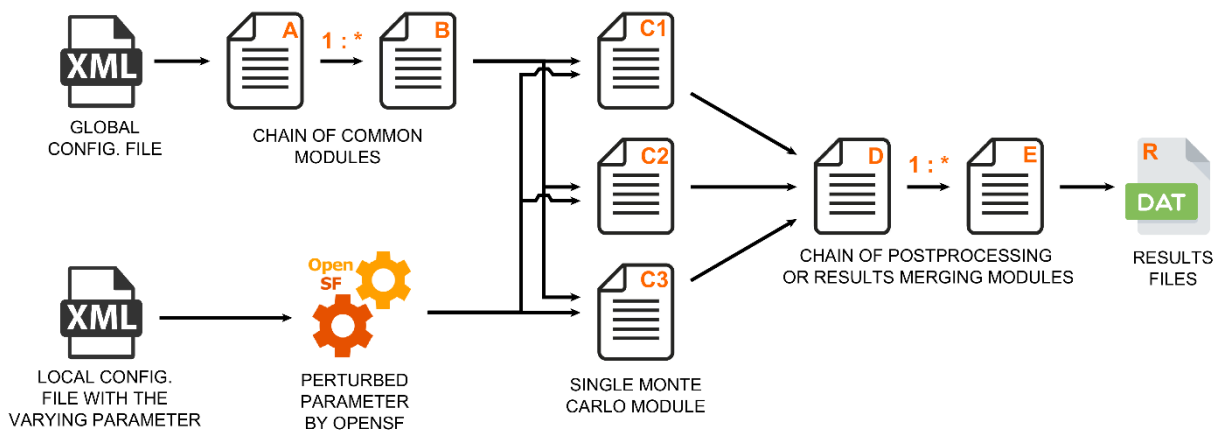 XML
GLOBAL
CONFIG. FILE
A
1 : *
B
CHAIN OF COMMON
MODULES
C1
C2
C3
SINGLE MONTE
CARLO MODULE
XML
LOCAL CONFIG.
FILE WITH THE
VARYING PARAMETER
Open
SF
PERTURBED
PARAMETER
BY OPENSF
D
1 : *
E
CHAIN OF POSTPROCESSING
OR RESULTS MERGING MODULES
R
DAT
RESULTS
FILES